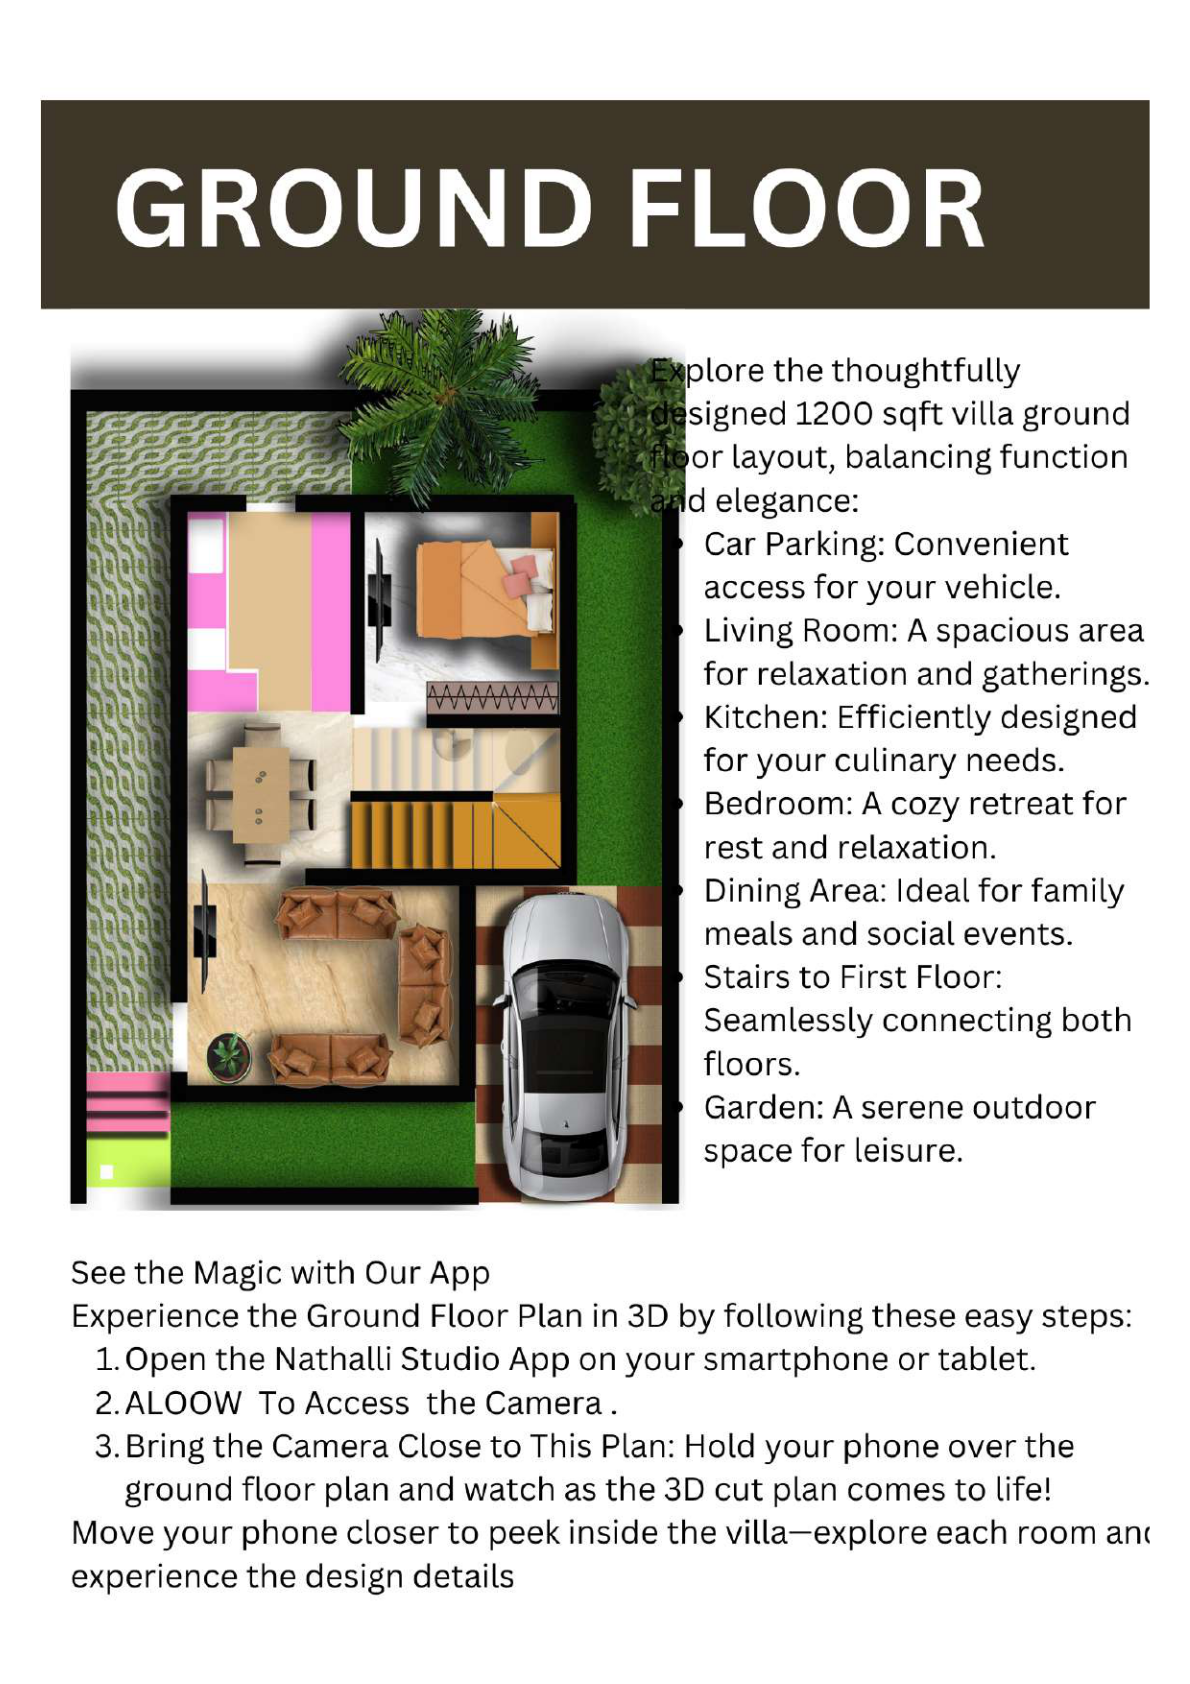 GROUND FLOOR
Explore the thoughtfully
designed 1200 sqft villa ground
floor layout, balancing function
and elegance:
• Car Parking: Convenient
access for your vehicle.
• Living Room: A spacious area
for relaxation and gatherings.
• Kitchen: Efficiently designed
for your culinary needs.
• Bedroom: A cozy retreat for
rest and relaxation.
• Dining Area: Ideal for family
meals and social events.
• Stairs to First Floor:
Seamlessly connecting both
floors.
• Garden: A serene outdoor
space for leisure.
See the Magic with Our App
Experience the Ground Floor Plan in 3D by following these easy steps:
1. Open the Nathalli Studio App on your smartphone or tablet.
2. ALOOW To Access the Camera .
3. Bring the Camera Close to This Plan: Hold your phone over the
ground floor plan and watch as the 3D cut plan comes to life!
Move your phone closer to peek inside the villa—explore each room and
experience the design details